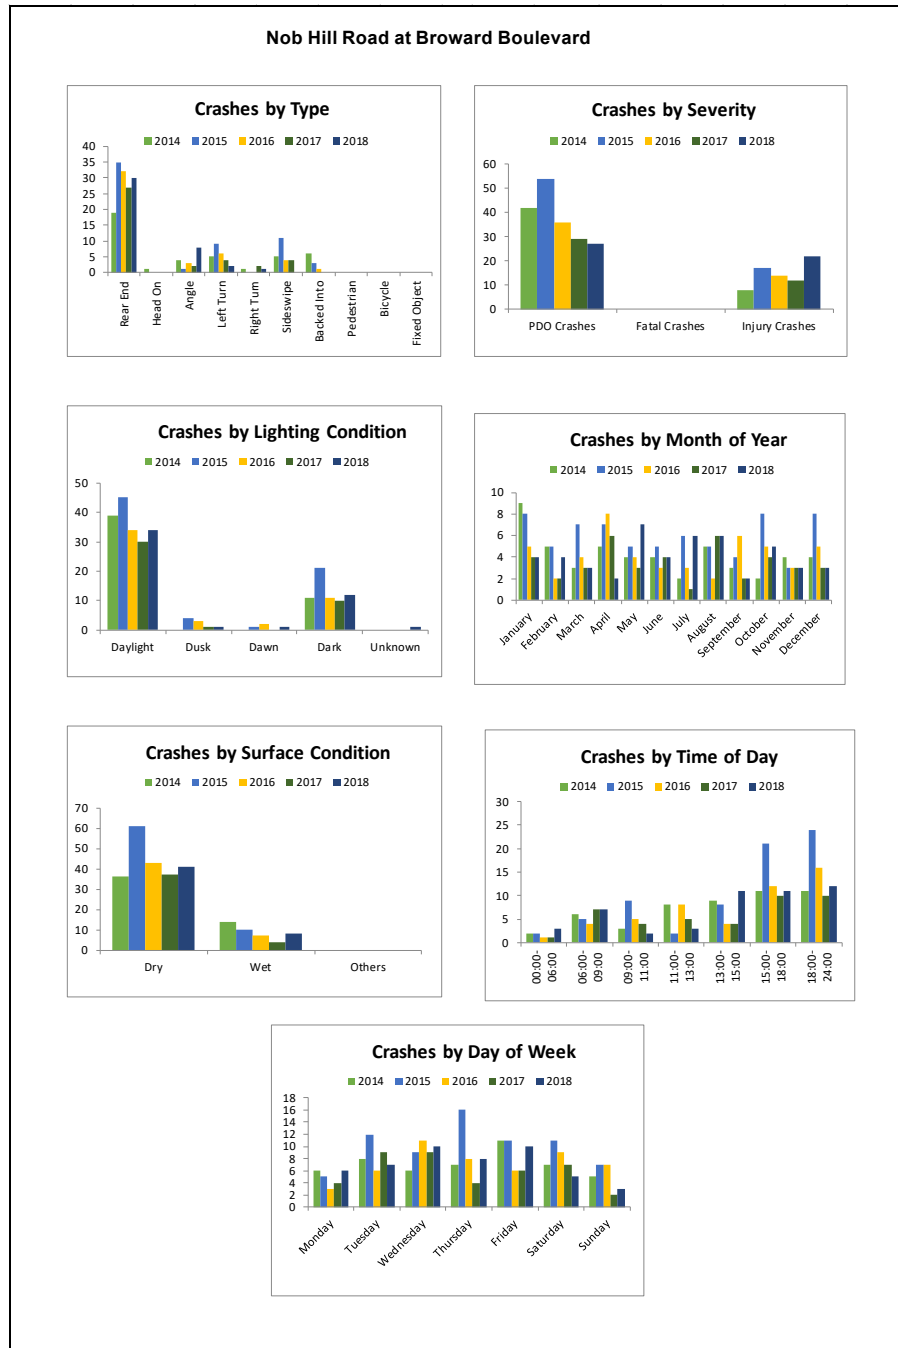 Nob Hill Road at Broward Boulevard
Crashes by Type
2014 2015 2016 2017 2018
40
35
30
25
20
15
10
5
0
Rear End
Head On
Angle
Left Turn
Right Turn
Sideswipe
Backed Into
Pedestrian
Bicycle
Fixed Object
Crashes by Severity
2014 2015 2016 2017 2018
60
50
40
30
20
10
0
PDO Crashes Fatal Crashes Injury Crashes
Crashes by Lighting Condition
2014 2015 2016 2017 2018
50
40
30
20
10
0
Daylight Dusk Dawn Dark Unknown
Crashes by Month of Year
2014 2015 2016 2017 2018
10
8
6
4
2
0
January
February
March
April
May
June
July
August
September
October
November
December
Crashes by Surface Condition
2014 2015 2016 2017 2018
70
60
50
40
30
20
10
0
Dry Wet Others
Crashes by Time of Day
2014 2015 2016 2017 2018
30
25
20
15
10
5
0
00:00-
06:00
06:00-
09:00
09:00-
11:00
11:00-
13:00
13:00-
15:00
15:00-
18:00
18:00-
24:00
Crashes by Day of Week
2014 2015 2016 2017 2018
18
16
14
12
10
8
6
4
2
0
Monday
Tuesday
Wednesday
Thursday
Friday
Saturday
Sunday